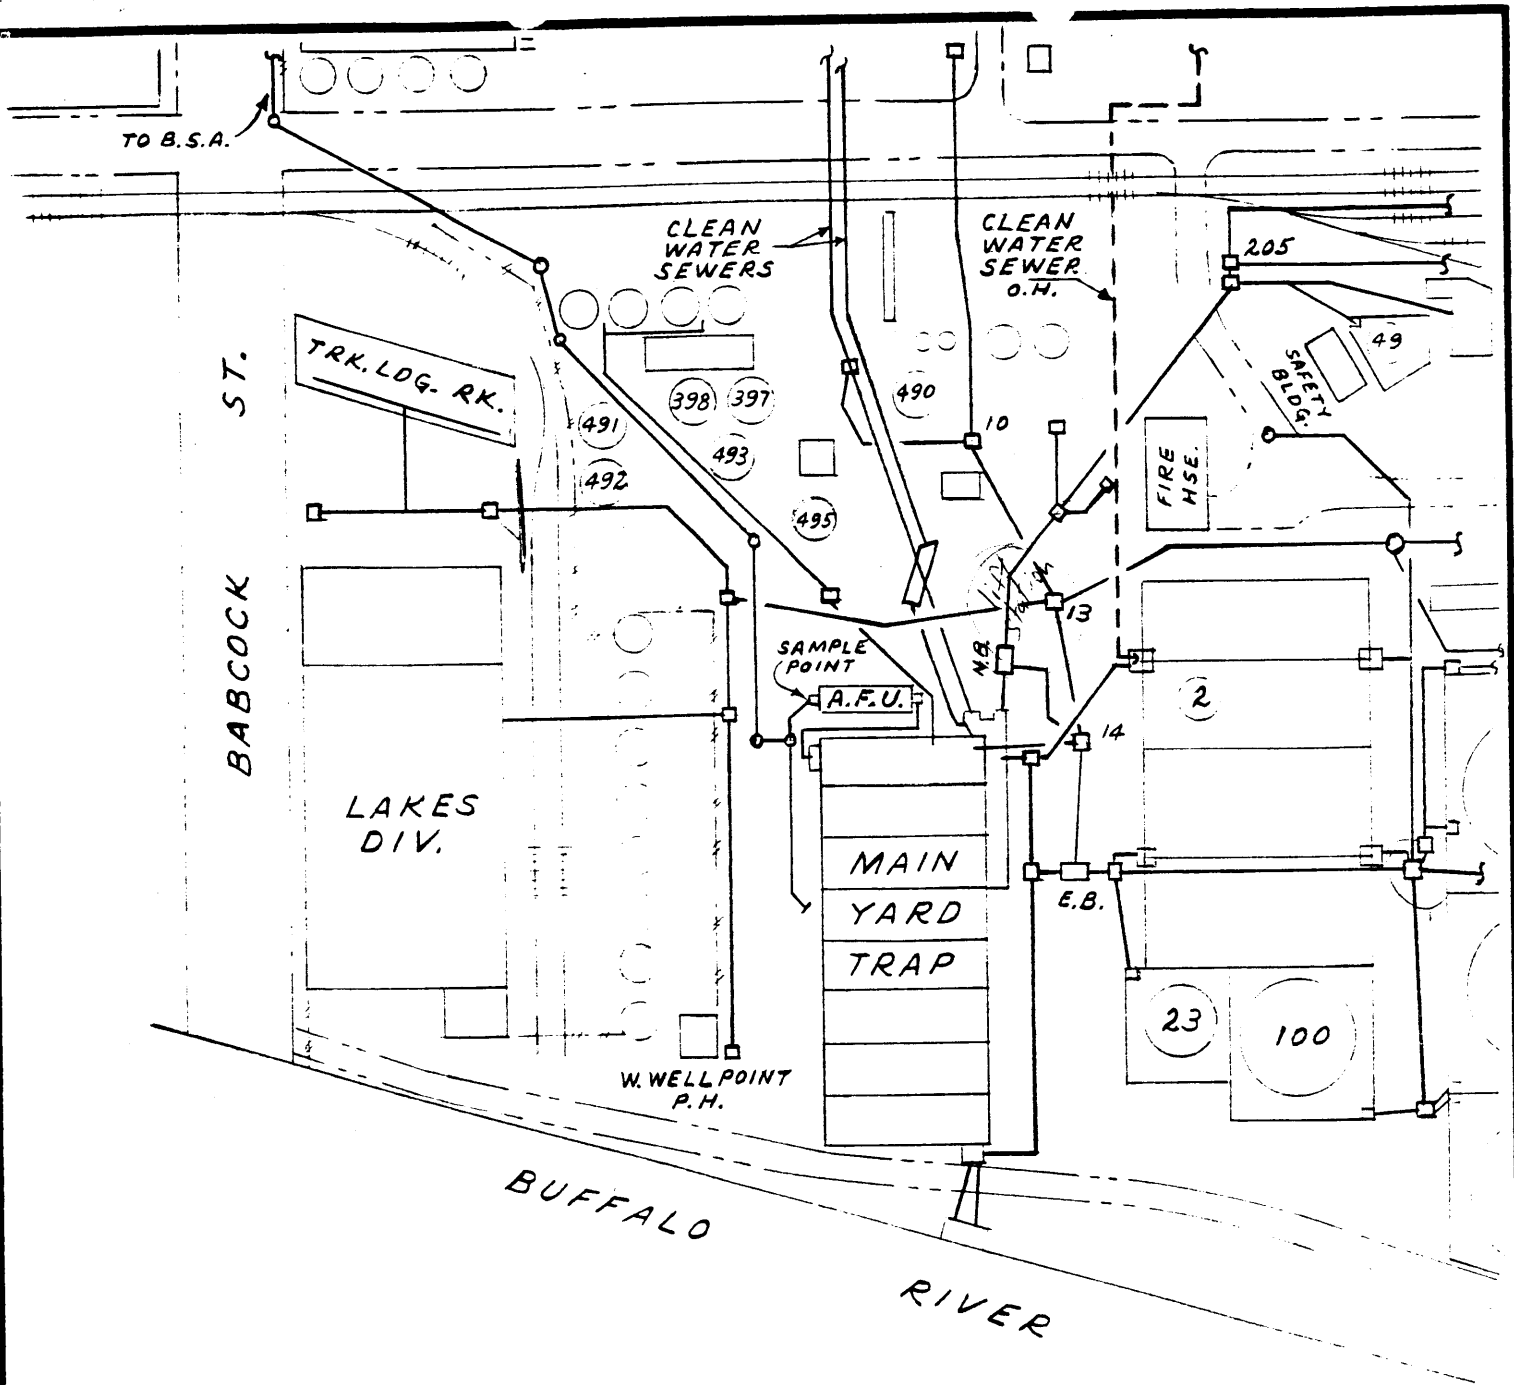 TO B.S.A.
CLEAN
WATER
SEWERS
CLEAN
WATER
SEWER
O.H.
205
TRK. LDG. RK.
ST.
BABCOCK
491
492
398
397
493
495
490
10
49
SAFETY
BLDG.
FIRE
HSE.
13
N.B.
SAMPLE
POINT
A.F.U.
2
14
LAKES
DIV.
MAIN
YARD
TRAP
E.B.
23
100
W. WELLPOINT
P.H.
BUFFALO
RIVER